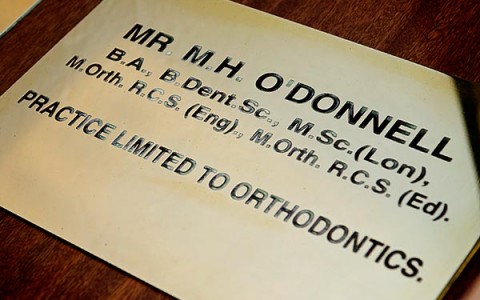 MR. M.H. O'DONNELL
B.A., B.Dent.Sc., M.Sc.(Lon),
M.Orth. R.C.S. (Eng)., M.Orth. R.C.S. (Ed).
PRACTICE LIMITED TO ORTHODONTICS.